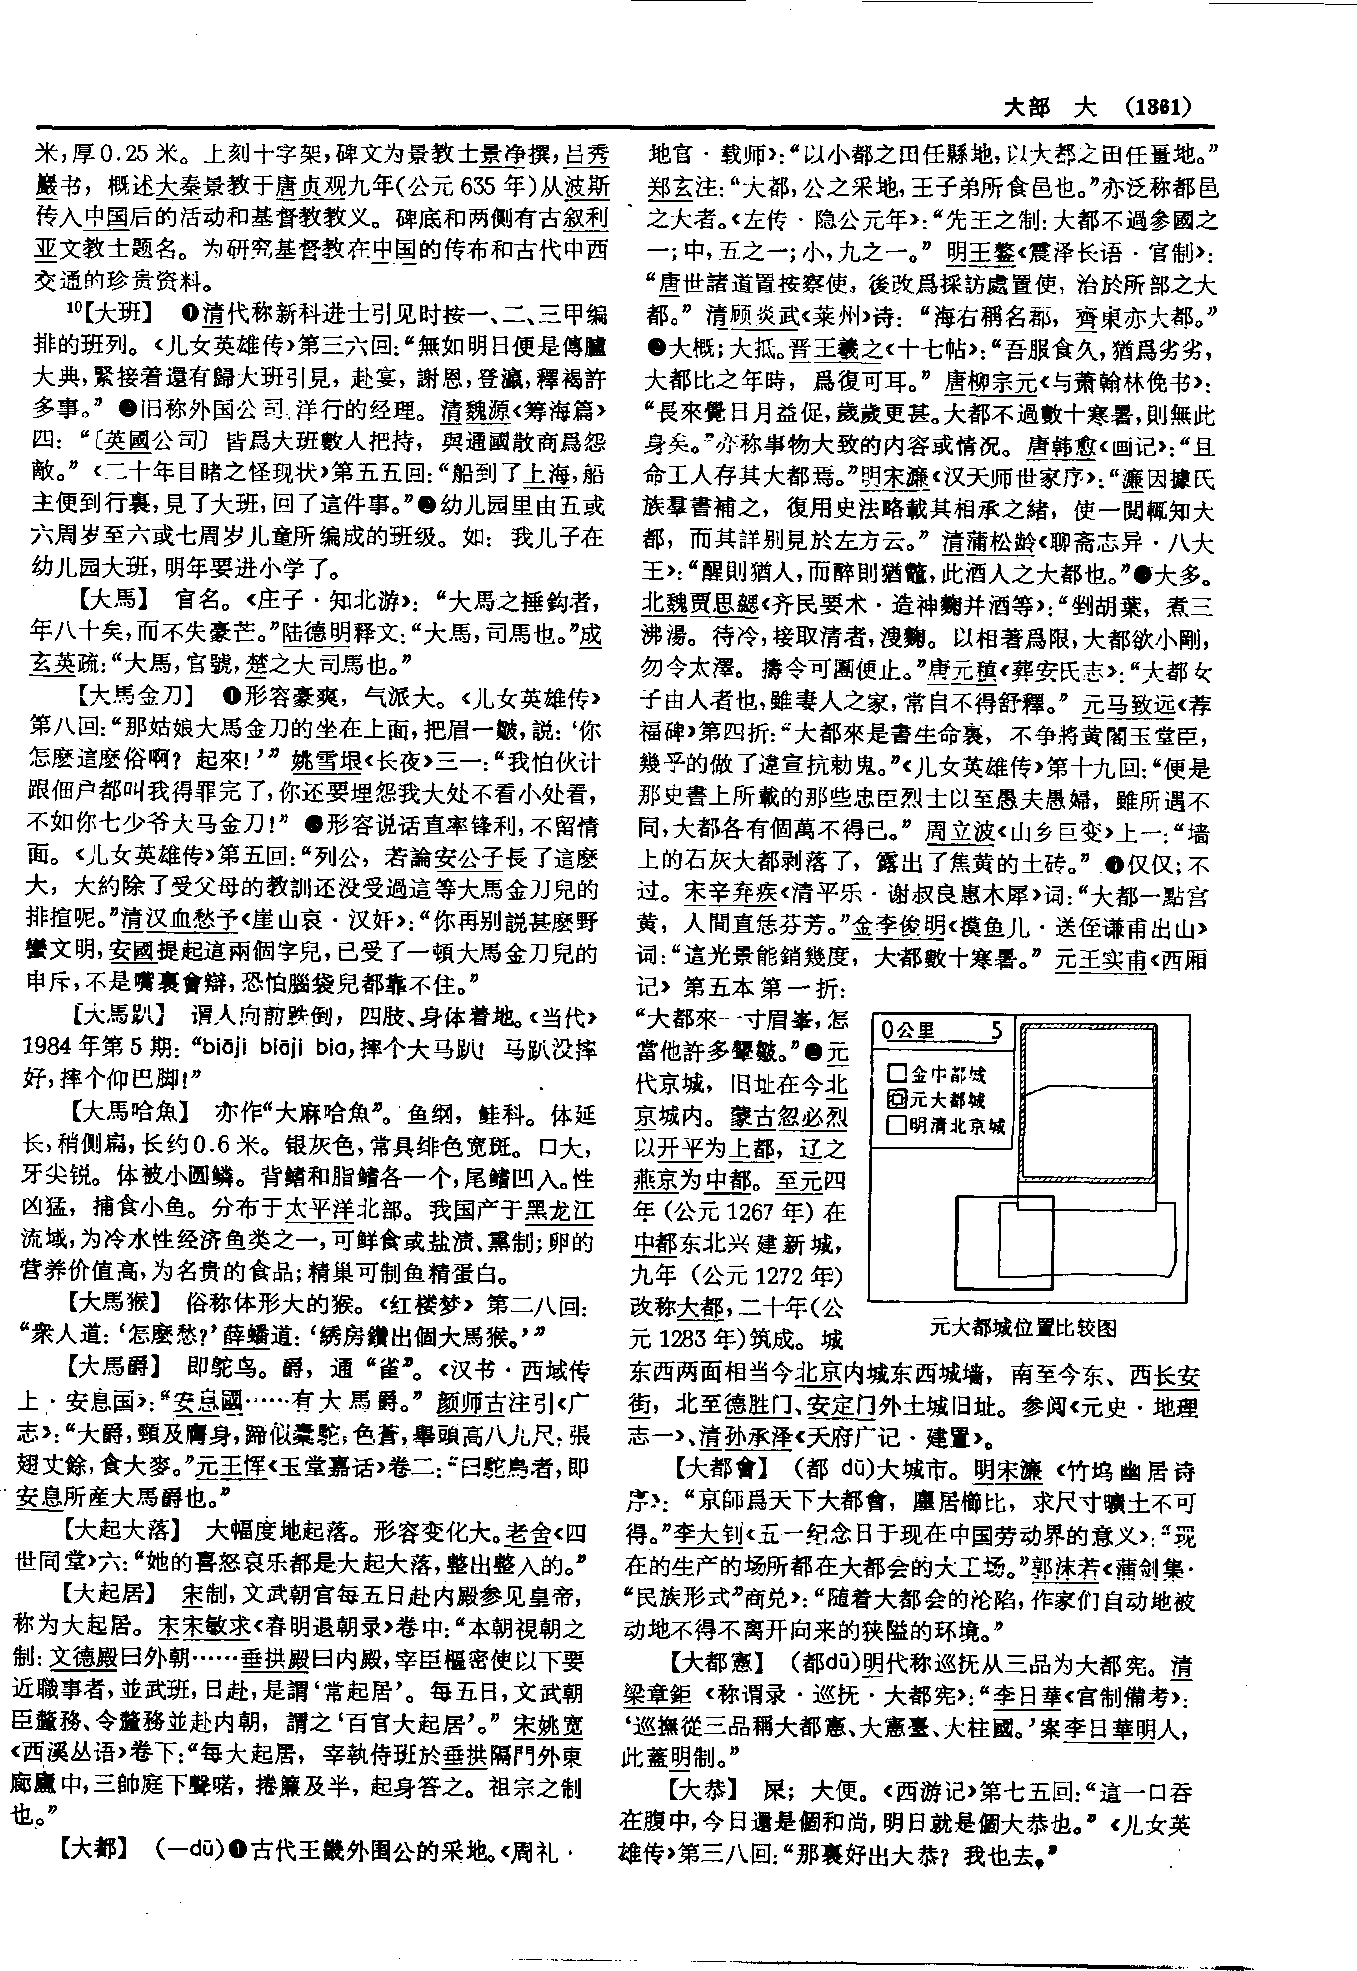 大部 大 (1361)
米，厚0.25米。上刻十字架，碑文为景教士景净撰，吕秀
巖书，概述大秦景教于唐贞观九年(公元635年)从波斯
传入中国后的活动和基督教教义。碑底和两侧有古叙利
亚文教士题名。为研究基督教在中国的传布和古代中西
交通的珍贵资料。
10【大班】 ❶清代称新科进士引见时按一、二、三甲编
排的班列。《儿女英雄传》第三六回：“無如明日便是傳臚
大典，緊接着還有歸大班引見，赴宴，謝恩，登瀛，釋褐許
多事。”❷旧称外国公司、洋行的经理。清魏源《筹海篇》
四：“〔英國公司〕皆爲大班數人把持，與通國散商爲怨
敵。”《二十年目睹之怪现状》第五五回：“船到了上海，船
主便到行裏，見了大班，回了這件事。”❸幼儿园里由五或
六周岁至六或七周岁儿童所编成的班级。如：我儿子在
幼儿园大班，明年要进小学了。
【大馬】 官名。《庄子·知北游》：“大馬之捶鈎者，
年八十矣，而不失豪芒。”陆德明释文：“大馬，司馬也。”成
玄英疏：“大馬，官號，楚之大司馬也。”
【大馬金刀】 ❶形容豪爽，气派大。《儿女英雄传》
第八回：“那姑娘大馬金刀的坐在上面，把眉一皺，説：‘你
怎麽這麽俗啊？起來！’”姚雪垠《长夜》三一：“我怕伙计
跟佃户都叫我得罪完了，你还要埋怨我大处不看小处看，
不如你七少爷大马金刀！”❷形容说话直率锋利，不留情
面。《儿女英雄传》第五回：“列公，若論安公子長了這麽
大，大約除了受父母的教訓还没受過這等大馬金刀兒的
排揎呢。”清汉血愁予《崖山哀·汉奸》：“你再别説甚麽野
蠻文明，安國提起這兩個字兒，已受了一頓大馬金刀兒的
申斥，不是嘴裏會辯，恐怕腦袋兒都靠不住。”
【大馬趴】 谓人向前跌倒，四肢、身体着地。《当代》
1984年第5期：“biāji biāji bia，摔个大马趴！马趴没摔
好，摔个仰巴脚！”
【大馬哈魚】 亦作“大麻哈魚”。鱼纲，鲑科。体延
长，稍侧扁，长约0.6米。银灰色，常具绯色宽斑。口大，
牙尖锐。体被小圆鳞。背鳍和脂鳍各一个，尾鳍凹入。性
凶猛，捕食小鱼。分布于太平洋北部。我国产于黑龙江
流域，为冷水性经济鱼类之一，可鲜食或盐渍、熏制；卵的
营养价值高，为名贵的食品；精巢可制鱼精蛋白。
【大馬猴】 俗称体形大的猴。《红楼梦》第二八回：
“衆人道：‘怎麽愁？’薛蟠道：‘綉房鑽出個大馬猴。’”
【大馬爵】 即鸵鸟。爵，通“雀”。《汉书·西域传
上·安息国》：“安息國……有大馬爵。”颜师古注引《广
志》：“大爵，頸及膺身，蹄似橐駝，色蒼，舉頭高八九尺，張
翅丈餘，食大麥。”元王恽《玉堂嘉话》卷二：“曰駝鳥者，即
安息所産大馬爵也。”
【大起大落】 大幅度地起落。形容变化大。老舍《四
世同堂》六：“她的喜怒哀乐都是大起大落，整出整入的。”
【大起居】 宋制，文武朝官每五日赴内殿参见皇帝，
称为大起居。宋宋敏求《春明退朝录》卷中：“本朝視朝之
制：文德殿曰外朝……垂拱殿曰内殿，宰臣樞密使以下要
近職事者，並武班，日赴，是謂‘常起居’。每五日，文武朝
臣釐務、令釐務並赴内朝，謂之‘百官大起居’。”宋姚宽
《西溪丛语》卷下：“每大起居，宰執侍班於垂拱隔門外東
廊廬中，三帥庭下聲喏，捲簾及半，起身答之。祖宗之制
也。”
【大都】 (—dū)❶古代王畿外围公的采地。《周礼·
地官·载师》：“以小都之田任縣地，以大都之田任畺地。”
郑玄注：“大都，公之采地，王子弟所食邑也。”亦泛称都邑
之大者。《左传·隐公元年》：“先王之制：大都不過參國之
一；中，五之一；小，九之一。”明王鏊《震泽长语·官制》：
“唐世諸道置按察使，後改爲採訪處置使，治於所部之大
都。”清顾炎武《莱州》诗：“海右稱名郡，齊東亦大都。”
❷大概；大抵。晋王羲之《十七帖》：“吾服食久，猶爲劣劣，
大都比之年時，爲復可耳。”唐柳宗元《与萧翰林俛书》：
“長來覺日月益促，歲歲更甚。大都不過數十寒暑，則無此
身矣。”亦称事物大致的内容或情况。唐韩愈《画记》：“且
命工人存其大都焉。”明宋濂《汉天师世家序》：“濂因據氏
族羣書補之，復用史法略載其相承之緒，使一閲輒知大
都，而其詳别見於左方云。”清蒲松龄《聊斋志异·八大
王》：“醒則猶人，而醉則猶鼈，此酒人之大都也。”❸大多。
北魏贾思勰《齐民要术·造神麴并酒等》：“剉胡葉，煮三
沸湯。待冷，接取清者，溲麴。以相著爲限，大都欲小剛，
勿令太澤。擣令可團便止。”唐元稹《葬安氏志》：“大都女
子由人者也，雖妻人之家，常自不得舒釋。”元马致远《荐
福碑》第四折：“大都來是書生命裏，不争將黄閣玉堂臣，
幾乎的做了違宣抗勅鬼。”《儿女英雄传》第十九回：“便是
那史書上所載的那些忠臣烈士以至愚夫愚婦，雖所遇不
同，大都各有個萬不得已。”周立波《山乡巨变》上一：“墙
上的石灰大都剥落了，露出了焦黄的土砖。”❹仅仅；不
过。宋辛弃疾《清平乐·谢叔良惠木犀》词：“大都一點宫
黄，人間直恁芬芳。”金李俊明《摸鱼儿·送侄谦甫出山》
词：“這光景能銷幾度，大都數十寒暑。”元王实甫《西厢
记》第五本第一折：
“大都來一寸眉峯，怎
當他許多顰皺。”❺元
代京城，旧址在今北
京城内。蒙古忽必烈
以开平为上都，辽之
燕京为中都。至元四
年(公元1267年)在
中都东北兴建新城，
九年(公元1272年)
改称大都，二十年(公
元1283年)筑成。城
0公里 5
金中都城
元大都城
明清北京城
元大都城位置比较图
东西两面相当今北京内城东西城墙，南至今东、西长安
街，北至德胜门、安定门外土城旧址。参阅《元史·地理
志一》、清孙承泽《天府广记·建置》。
【大都會】 (都 dū)大城市。明宋濂《竹坞幽居诗
序》：“京師爲天下大都會，廛居櫛比，求尺寸曠土不可
得。”李大钊《五一纪念日于现在中国劳动界的意义》：“现
在的生产的场所都在大都会的大工场。”郭沫若《蒲剑集·
“民族形式”商兑》：“随着大都会的沦陷，作家们自动地被
动地不得不离开向来的狭隘的环境。”
【大都憲】 (都dū)明代称巡抚从三品为大都宪。清
梁章钜《称谓录·巡抚·大都宪》：“李日華《官制備考》：
‘巡撫從三品稱大都憲、大憲臺、大柱國。’案李日華明人，
此蓋明制。”
【大恭】 屎；大便。《西游记》第七五回：“這一口吞
在腹中，今日還是個和尚，明日就是個大恭也。”《儿女英
雄传》第三八回：“那裏好出大恭？我也去。”